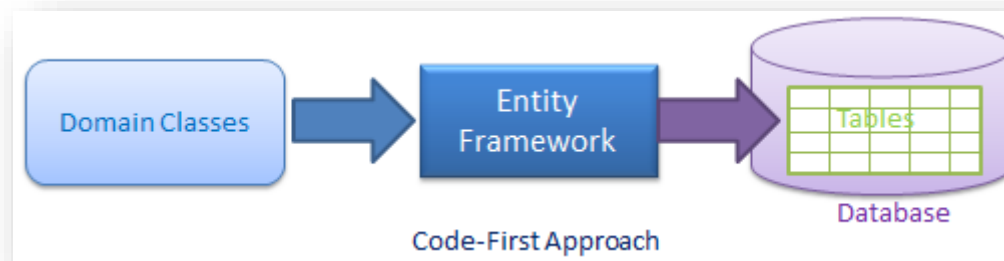 Domain Classes
Entity
Framework
Tables
Database
Code-First Approach